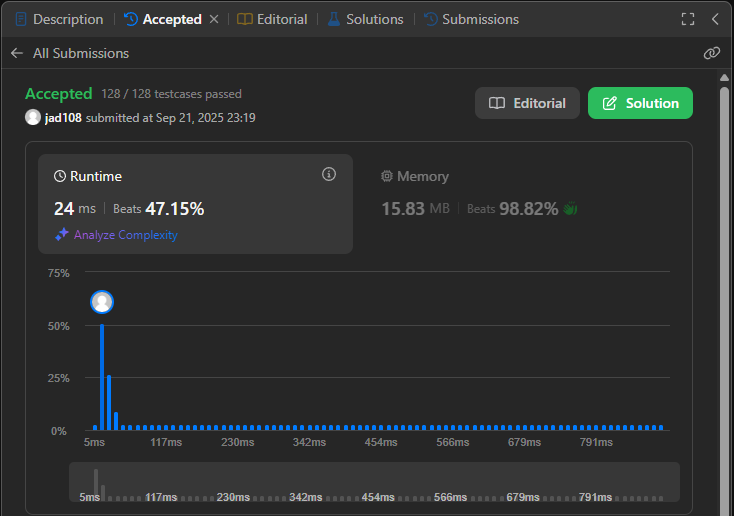 Description Accepted Editorial Solutions Submissions
All Submissions
Accepted 128 / 128 testcases passed
jad108 submitted at Sep 21, 2025 23:19
Editorial Solution
Runtime Memory
24 ms Beats 47.15% 15.83 MB Beats 98.82%
Analyze Complexity
75%
50%
25%
0%
5ms 117ms 230ms 342ms 454ms 566ms 679ms 791ms
5ms 117ms 230ms 342ms 454ms 566ms 679ms 791ms